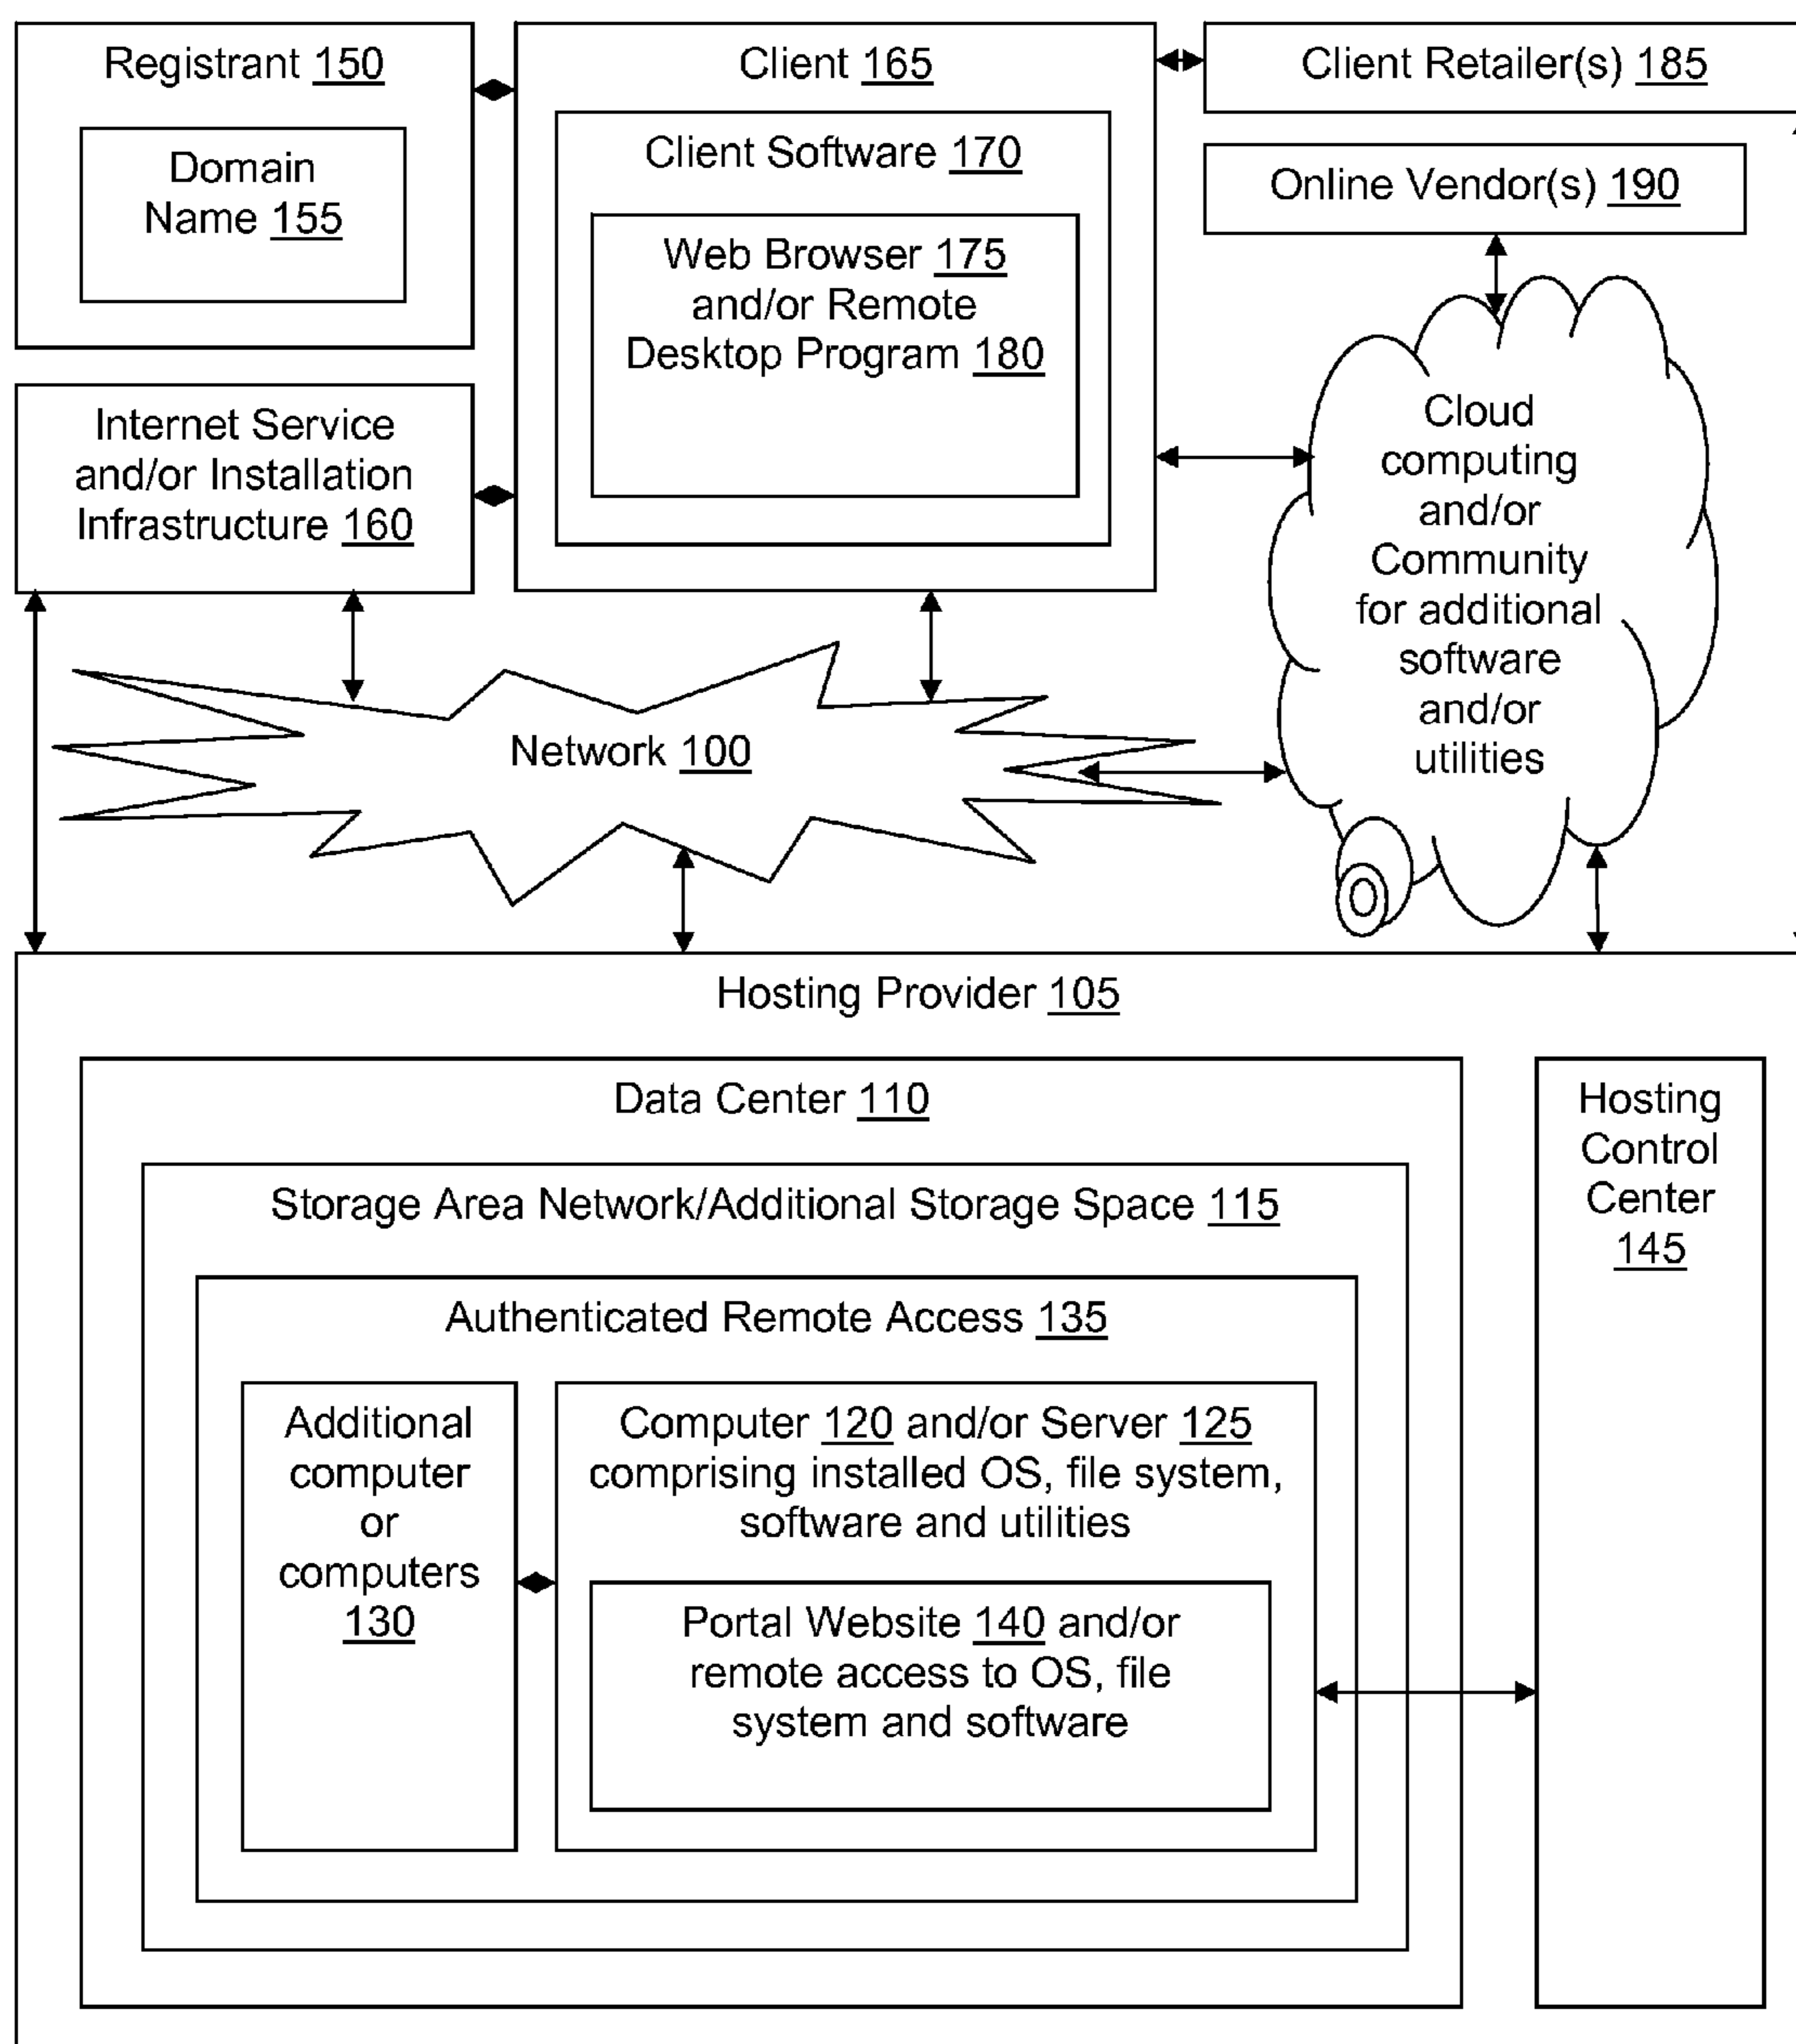 Registrant 150
Domain
Name 155
Client 165
Client Software 170
Web Browser 175
and/or Remote
Desktop Program 180
Client Retailer(s) 185
Online Vendor(s) 190
Internet Service
and/or Installation
Infrastructure 160
Cloud
computing
and/or
Community
for additional
software
and/or
utilities
Network 100
Hosting Provider 105
Data Center 110
Storage Area Network/Additional Storage Space 115
Authenticated Remote Access 135
Additional
computer
or
computers
130
Computer 120 and/or Server 125
comprising installed OS, file system,
software and utilities
Portal Website 140 and/or
remote access to OS, file
system and software
Hosting
Control
Center
145